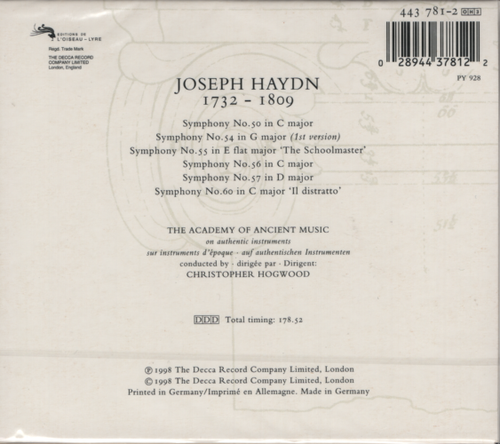 EDITIONS DE
L'OISEAU-LYRE
Regd. Trade Mark
THE DECCA RECORD
COMPANY LIMITED
London, England
443 781-2 OH3
0 28944 37812 2
PY 928
JOSEPH HAYDN
1732 - 1809
Symphony No.50 in C major
Symphony No.54 in G major (1st version)
Symphony No.55 in E flat major 'The Schoolmaster'
Symphony No.56 in C major
Symphony No.57 in D major
Symphony No.60 in C major 'Il distratto'
THE ACADEMY OF ANCIENT MUSIC
on authentic instruments
sur instruments d'époque - auf authentischen Instrumenten
conducted by - dirigée par - Dirigent:
CHRISTOPHER HOGWOOD
DDD Total timing: 178.52
℗ 1998 The Decca Record Company Limited, London
© 1998 The Decca Record Company Limited, London
Printed in Germany/Imprimé en Allemagne. Made in Germany